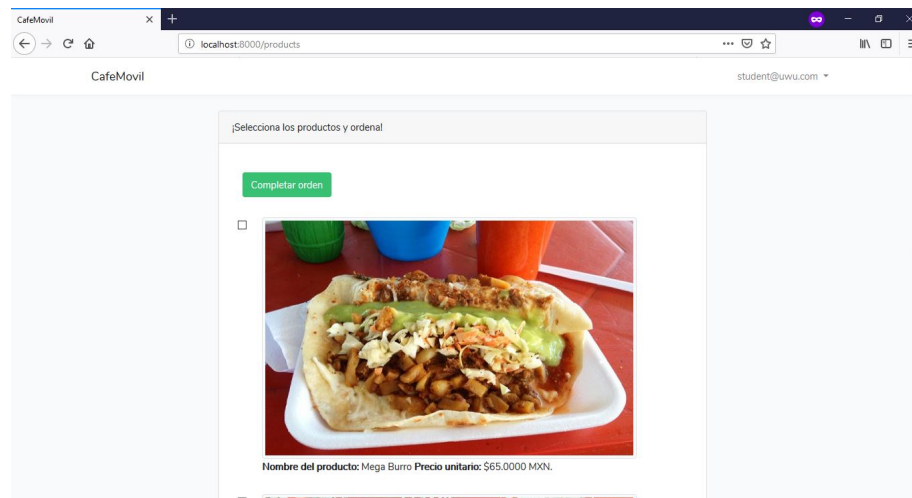 CafeMovil
localhost:8000/products
CafeMovil
student@uwu.com
¡Selecciona los productos y ordena!
Completar orden
Nombre del producto: Mega Burro Precio unitario: $65.0000 MXN.